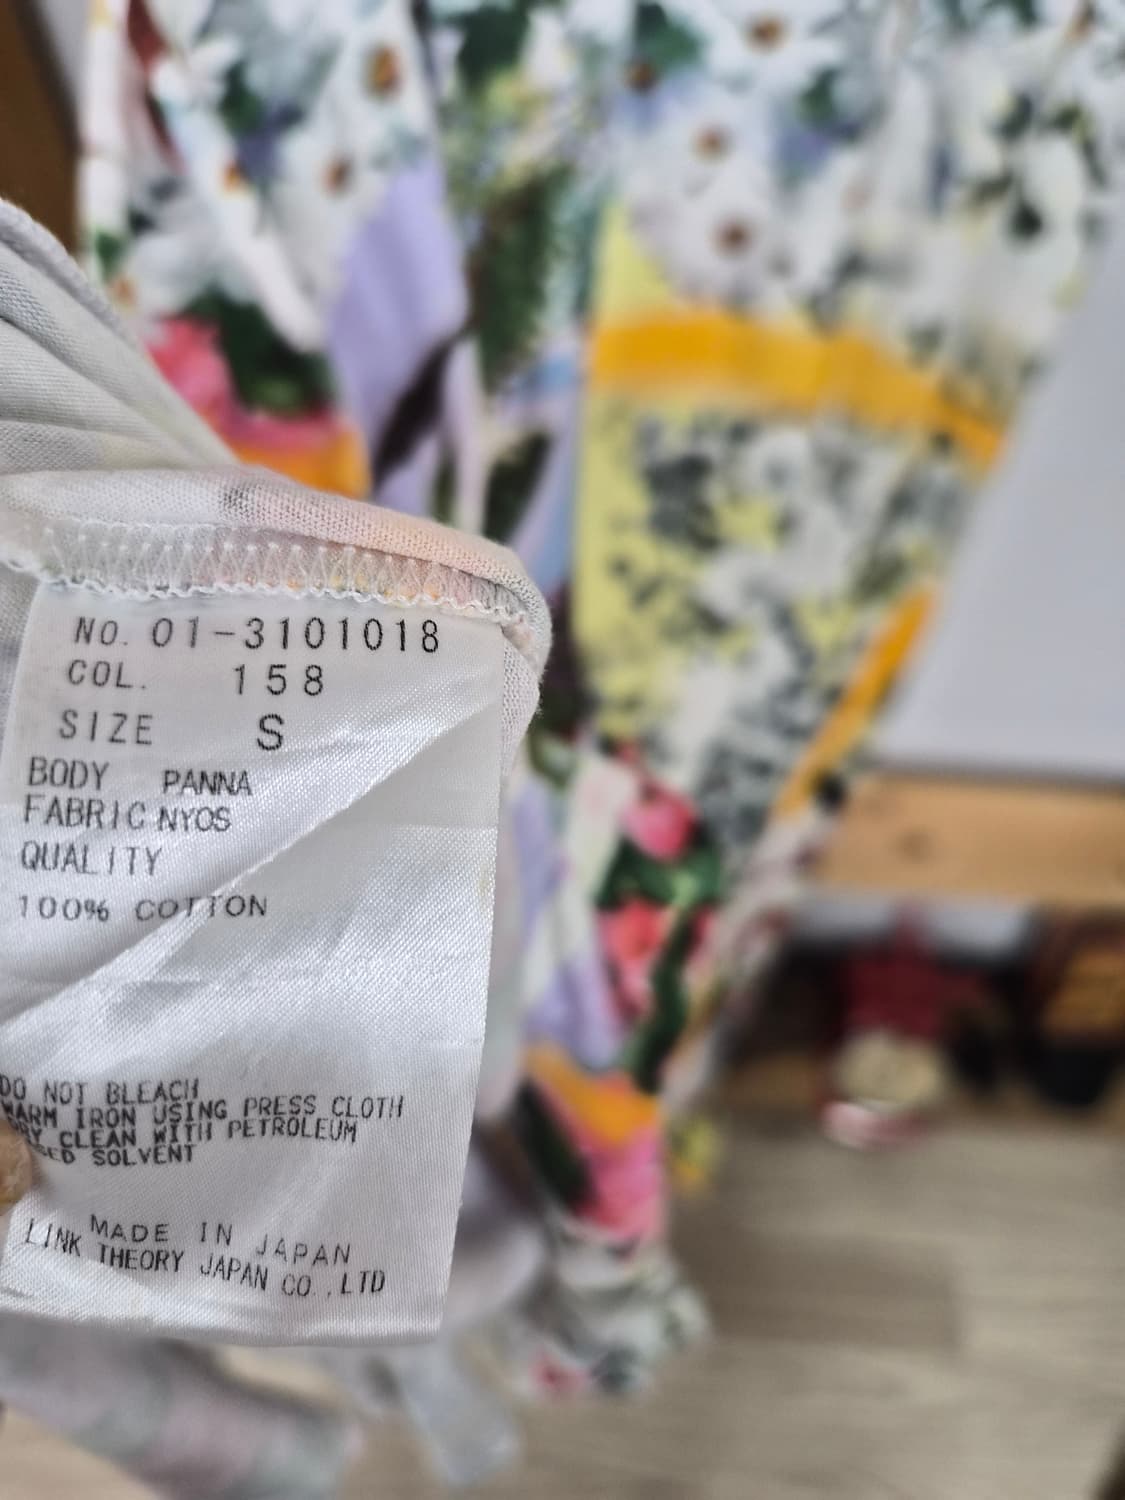 NO. 01-3101018
COL. 158
SIZE S
BODY PANNA
FABRIC NYOS
QUALITY
100% COTTON
DO NOT BLEACH
WARM IRON USING PRESS CLOTH
DRY CLEAN WITH PETROLEUM
BASED SOLVENT
MADE IN JAPAN
LINK THEORY JAPAN CO.,LTD